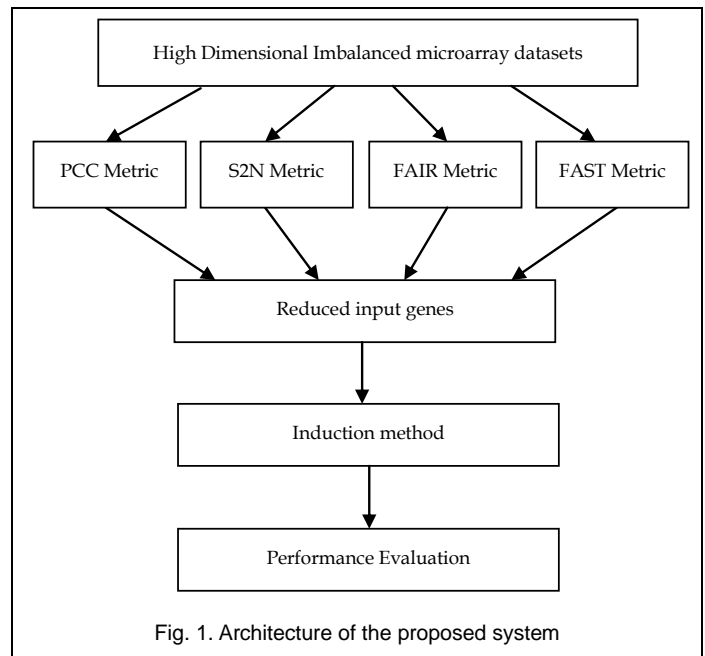 High Dimensional Imbalanced microarray datasets
PCC Metric
S2N Metric
FAIR Metric
FAST Metric
Reduced input genes
Induction method
Performance Evaluation
Fig. 1. Architecture of the proposed system